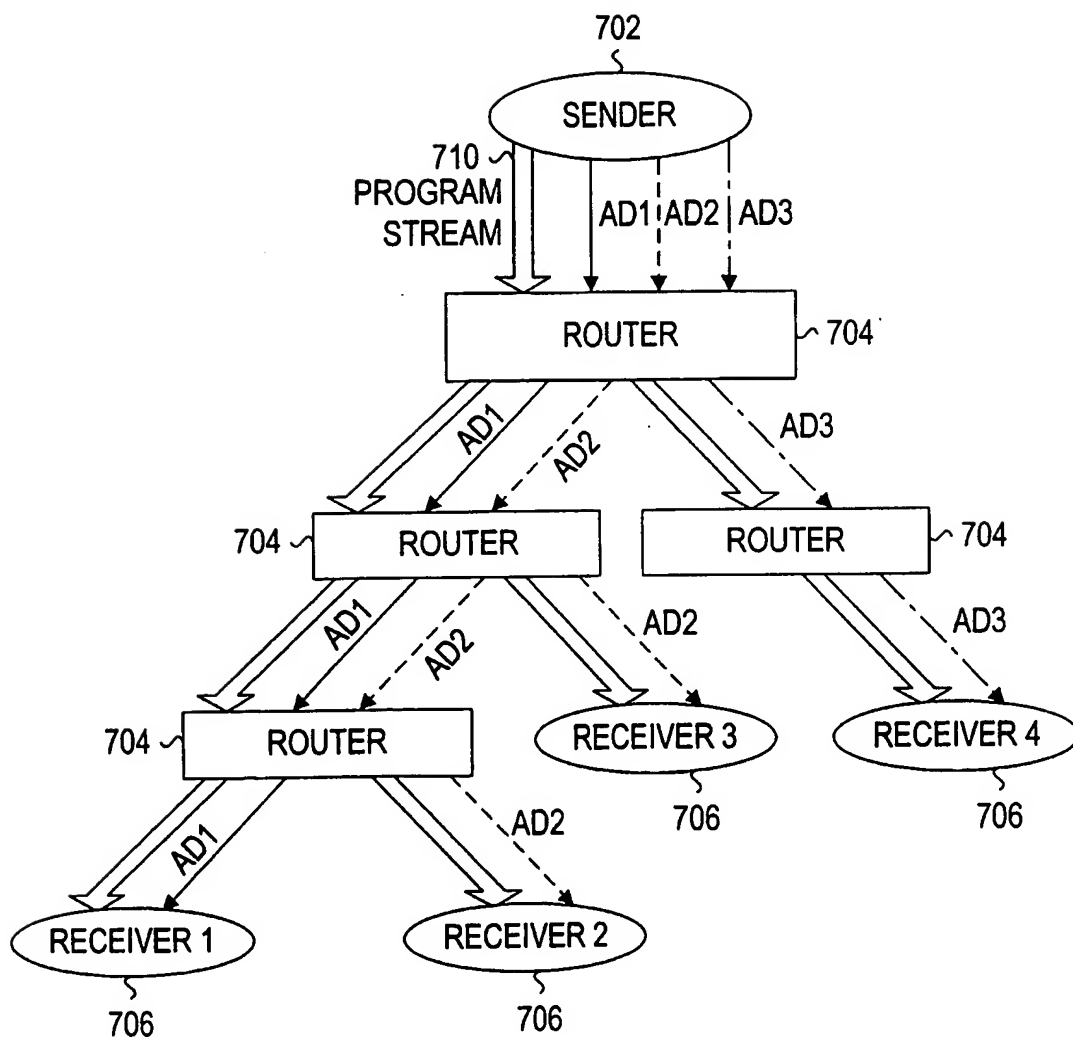 702
SENDER
710
PROGRAM
STREAM
AD1
AD2
AD3
ROUTER
704
AD1
AD2
AD3
704
ROUTER
ROUTER
704
AD1
AD2
AD2
AD3
704
ROUTER
RECEIVER 3
RECEIVER 4
706
706
AD1
AD2
RECEIVER 1
RECEIVER 2
706
706